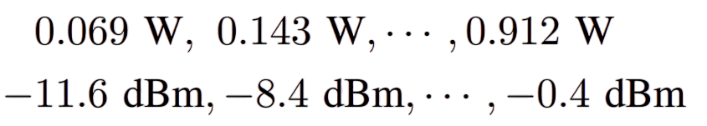 0.069 W, 0.143 W, ⋯ , 0.912 W
−11.6 dBm, −8.4 dBm, ⋯ , −0.4 dBm